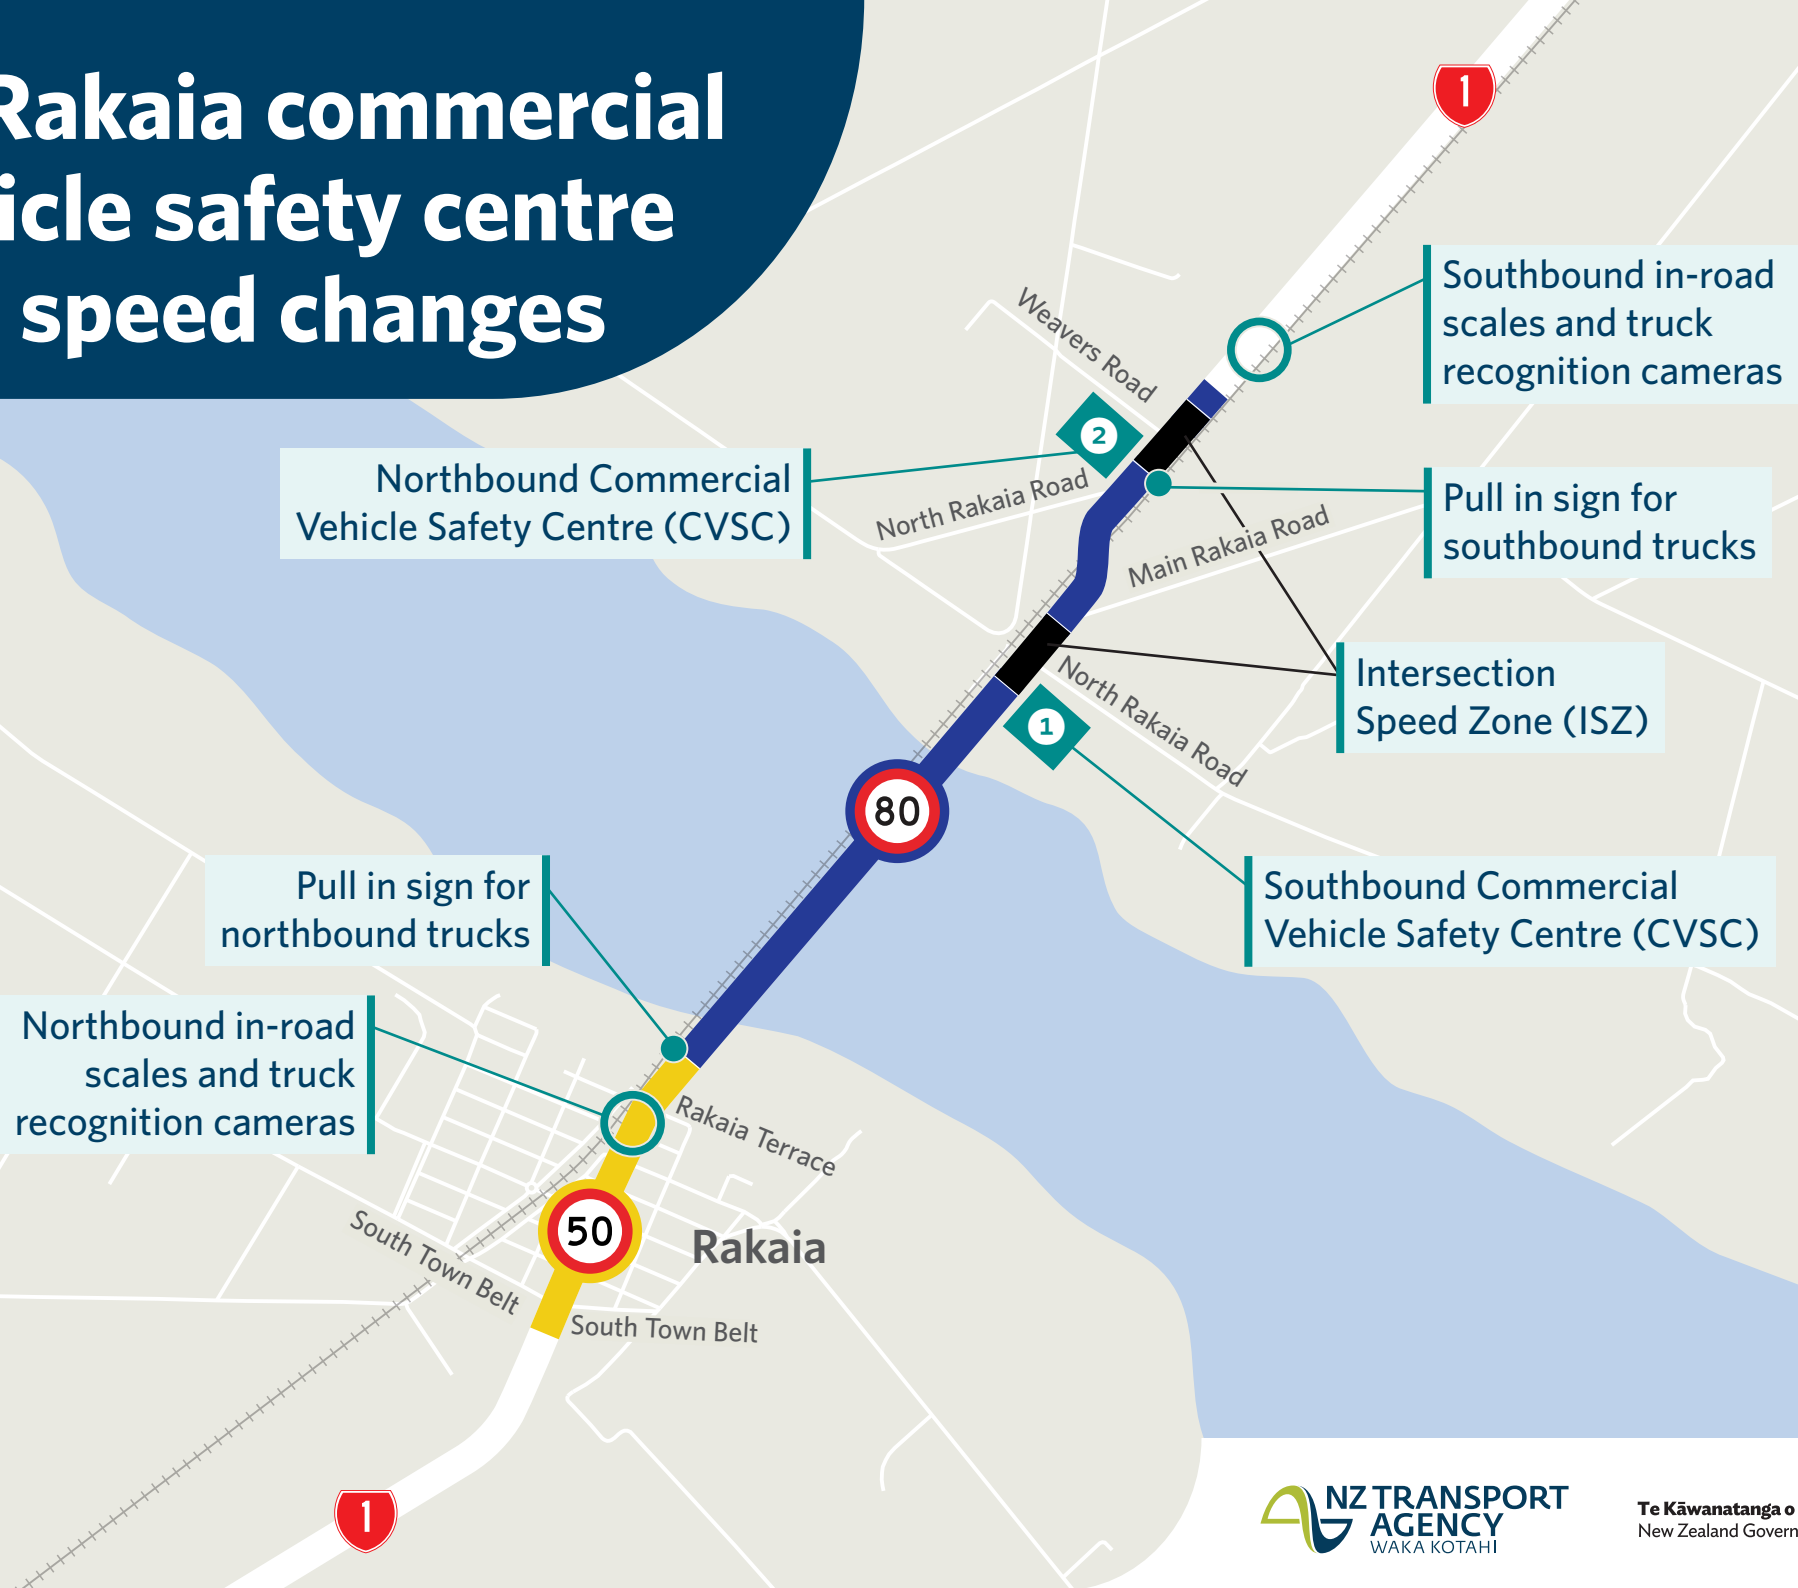 Rakaia commercial
icle safety centre
speed changes
1
Southbound in-road
scales and truck
recognition cameras
Weavers Road
2
Northbound Commercial
Vehicle Safety Centre (CVSC)
North Rakaia Road
Pull in sign for
southbound trucks
Main Rakaia Road
Intersection
Speed Zone (ISZ)
North Rakaia Road
1
80
Southbound Commercial
Vehicle Safety Centre (CVSC)
Pull in sign for
northbound trucks
Northbound in-road
scales and truck
recognition cameras
Rakaia Terrace
50
Rakaia
South Town Belt
South Town Belt
1
NZ TRANSPORT
AGENCY
WAKA KOTAHI
Te Kāwanatanga o
New Zealand Govern